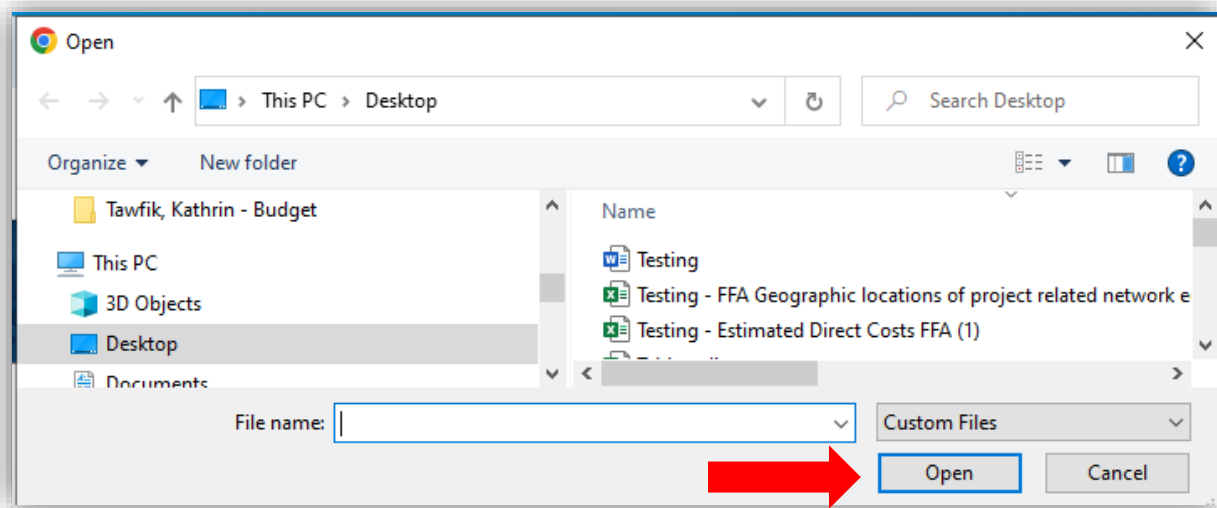 Open
This PC > Desktop
Search Desktop
Organize
New folder
Tawfik, Kathrin - Budget
This PC
3D Objects
Desktop
Documents
Name
Testing
Testing - FFA Geographic locations of project related network e
Testing - Estimated Direct Costs FFA (1)
File name:
Custom Files
Open
Cancel